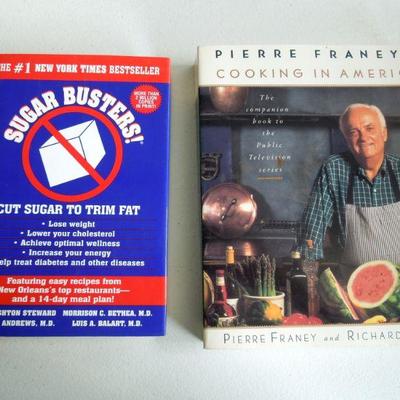 THE #1 NEW YORK TIMES BESTSELLER
MORE THAN
2 MILLION
COPIES
IN PRINT!
SUGAR BUSTERS!
CUT SUGAR TO TRIM FAT
• Lose weight
• Lower your cholesterol
• Achieve optimal wellness
• Increase your energy
elp treat diabetes and other diseases
Featuring easy recipes from
New Orleans's top restaurants—
and a 14-day meal plan!
GHTON STEWARD MORRISON C. BETHEA, M.D.
ANDREWS, M.D. LUIS A. BALART, M.D.
PIERRE FRANEY
COOKING IN AMERIC
The
companion
book to
the
Public
Television
series
PIERRE FRANEY and RICHARD